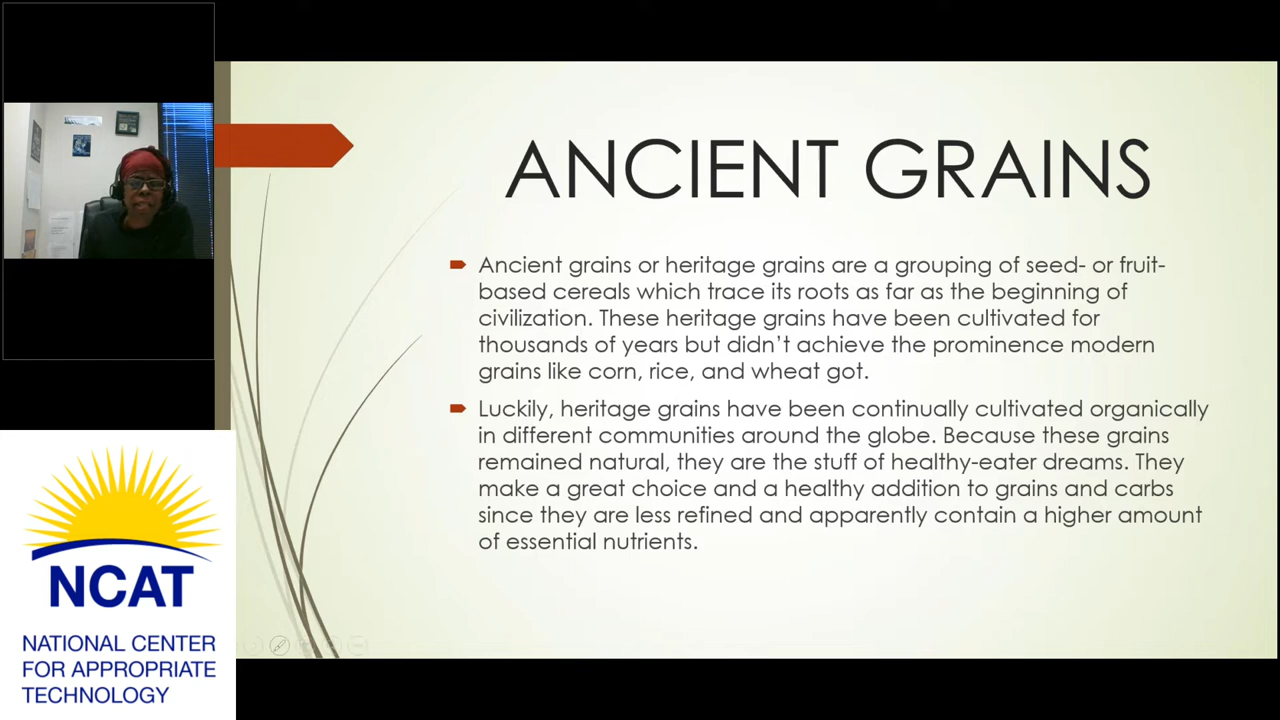 ANCIENT GRAINS
Ancient grains or heritage grains are a grouping of seed- or fruit-
based cereals which trace its roots as far as the beginning of
civilization. These heritage grains have been cultivated for
thousands of years but didn't achieve the prominence modern
grains like corn, rice, and wheat got.
Luckily, heritage grains have been continually cultivated organically
in different communities around the globe. Because these grains
remained natural, they are the stuff of healthy-eater dreams. They
make a great choice and a healthy addition to grains and carbs
since they are less refined and apparently contain a higher amount
of essential nutrients.
NCAT
NATIONAL CENTER
FOR APPROPRIATE
TECHNOLOGY